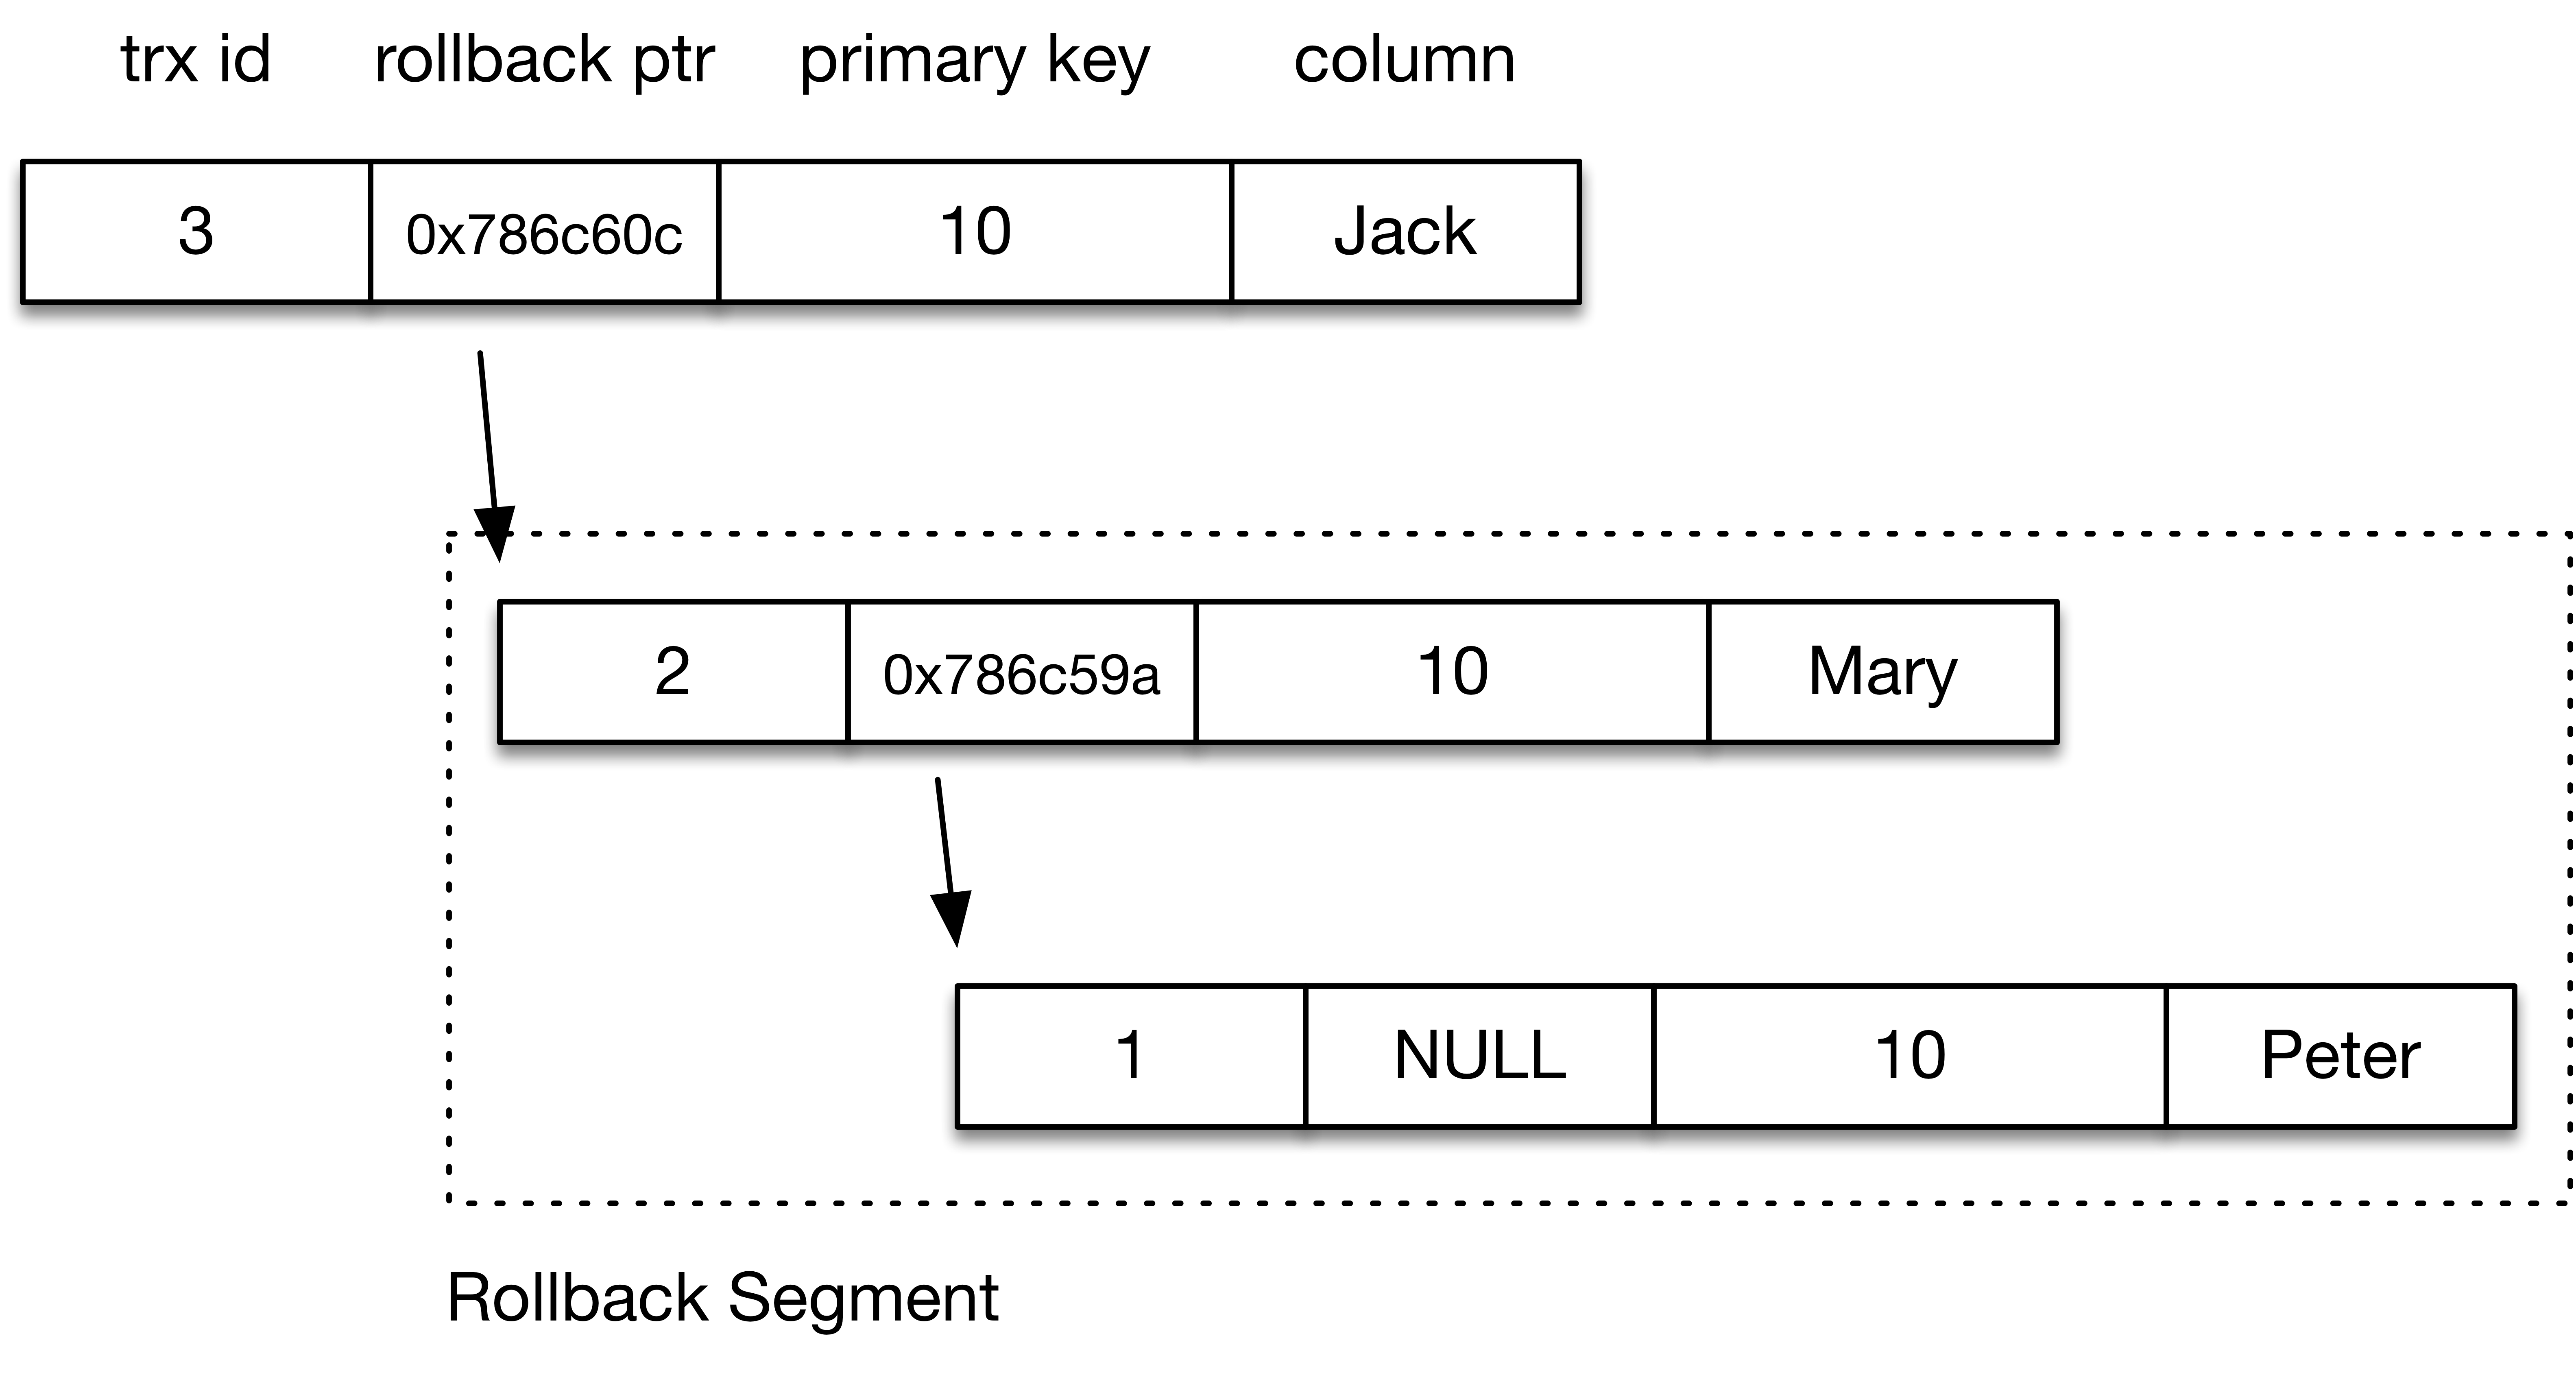 trx id rollback ptr primary key column
3 0x786c60c 10 Jack
2 0x786c59a 10 Mary
1 NULL 10 Peter
Rollback Segment